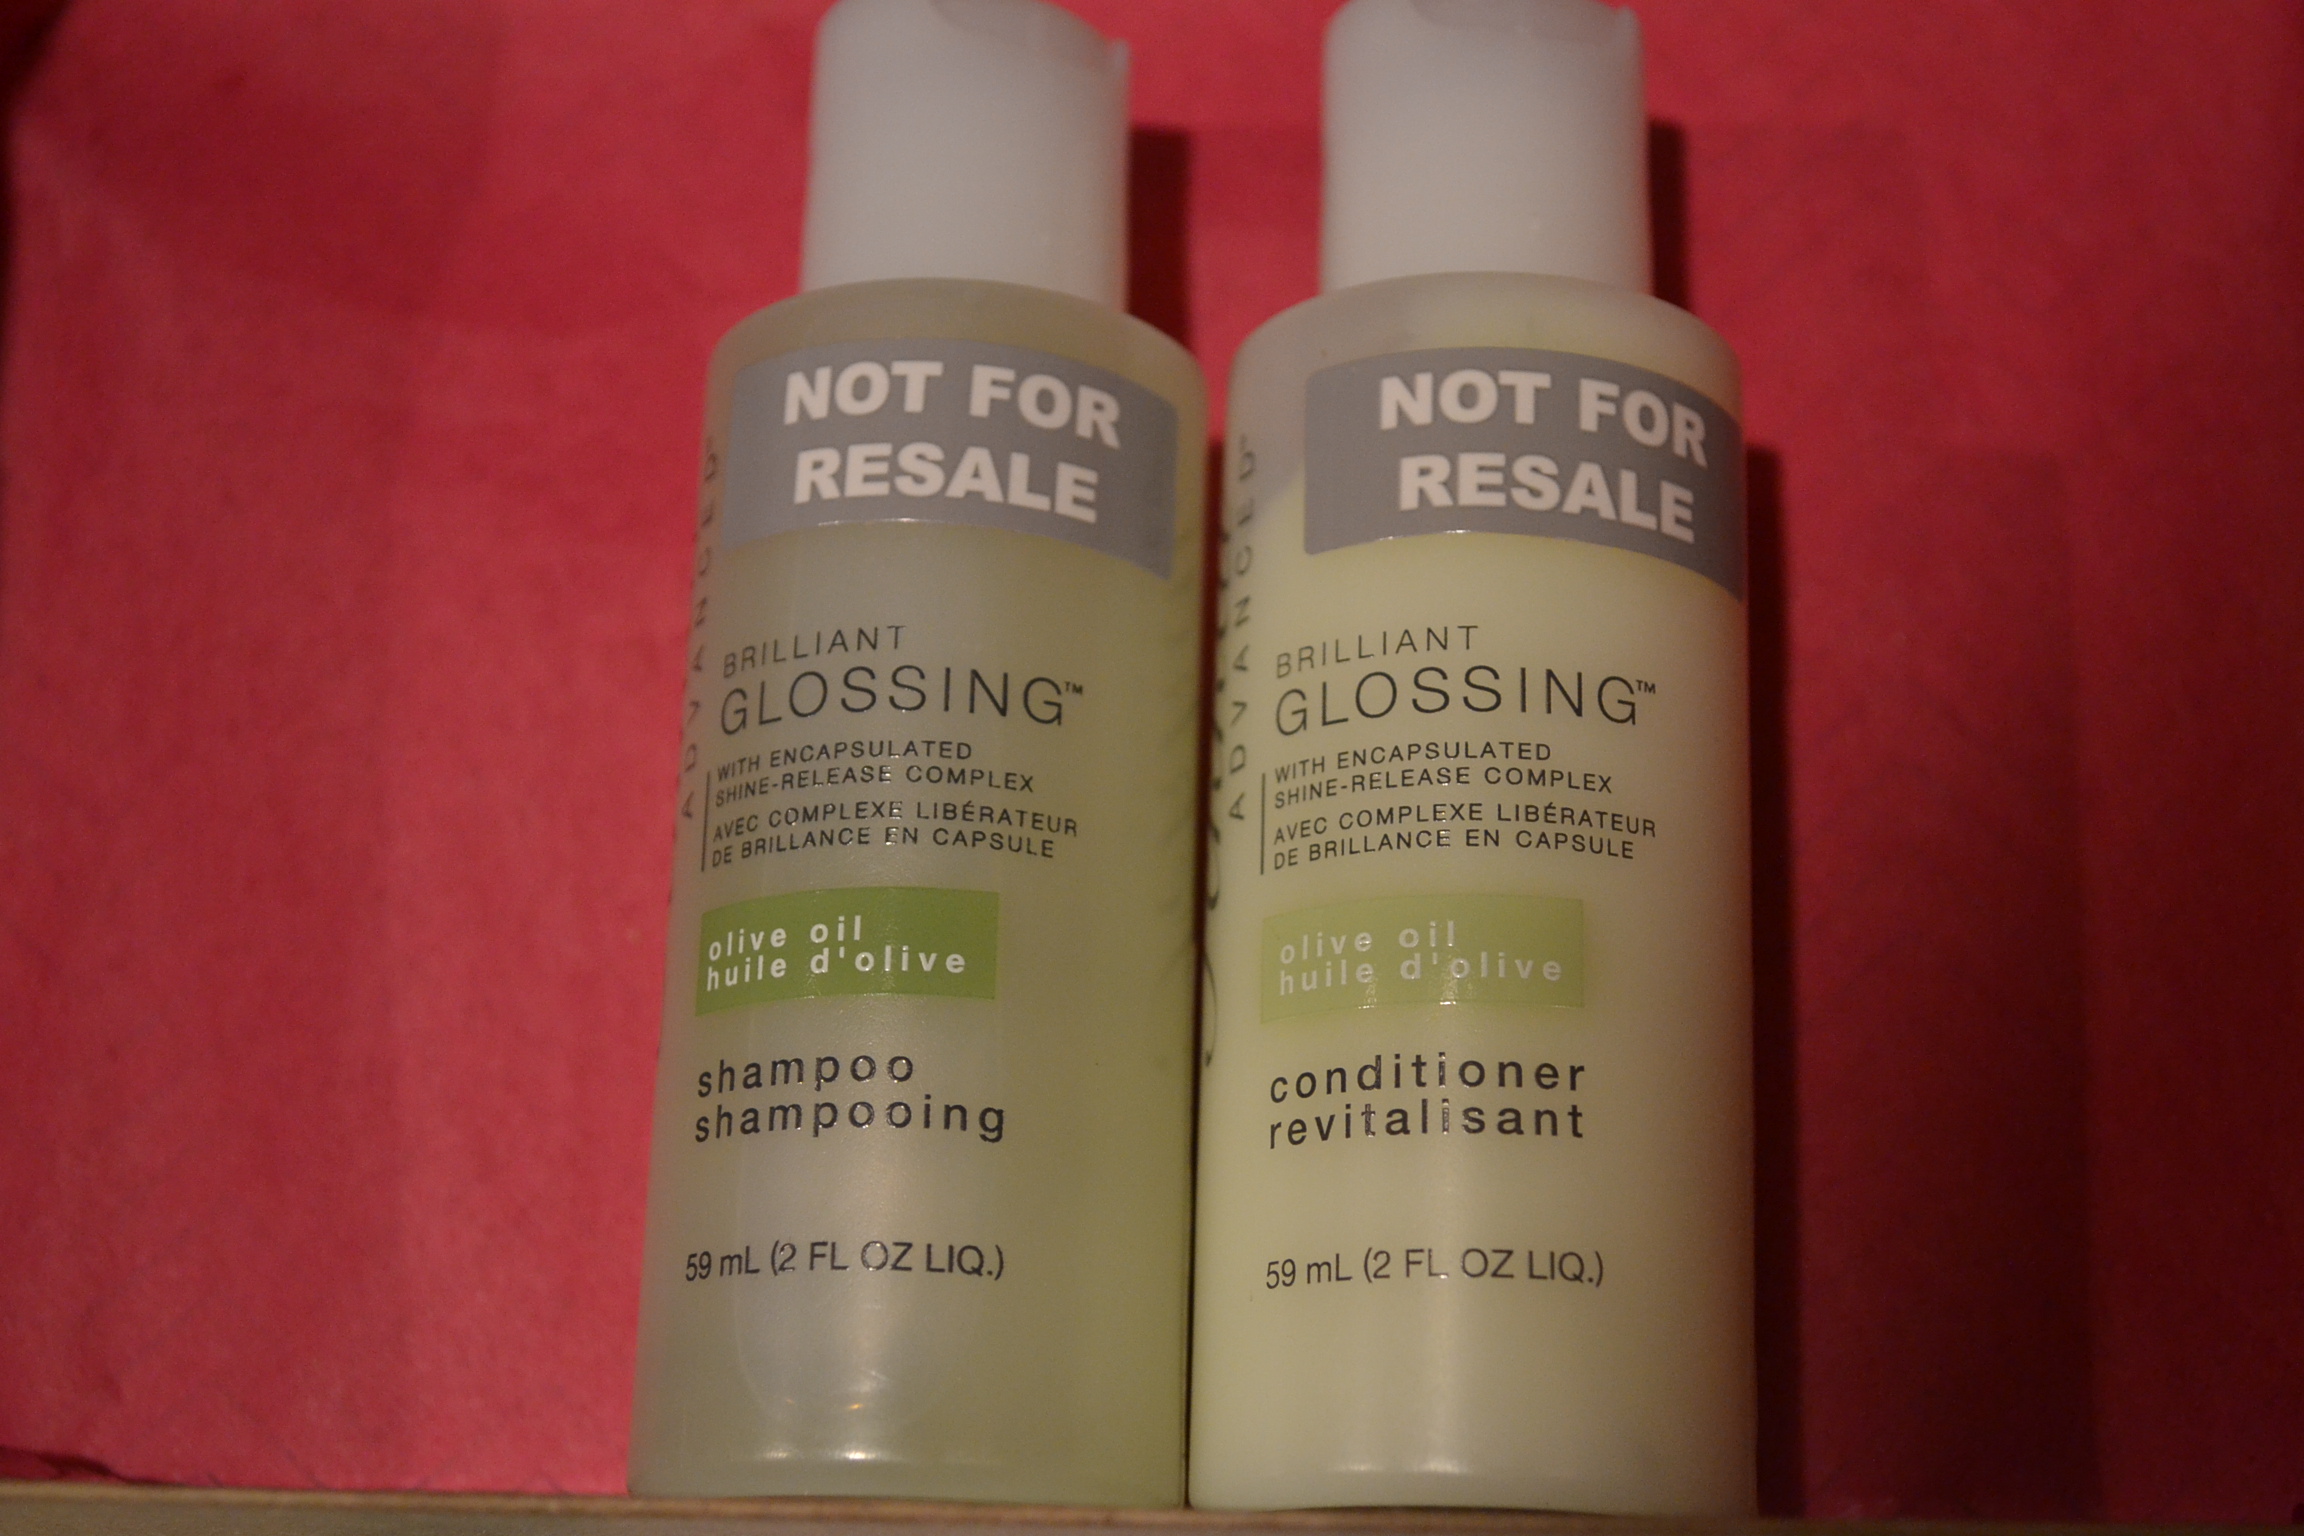 NOT FOR
RESALE
ADVANCED
BRILLIANT
GLOSSING™
WITH ENCAPSULATED
SHINE-RELEASE COMPLEX
AVEC COMPLEXE LIBÉRATEUR
DE BRILLANCE EN CAPSULE
olive oil
huile d'olive
shampoo
shampooing
59 mL (2 FL OZ LIQ.)
NOT FOR
RESALE
ADVANCED
BRILLIANT
GLOSSING™
WITH ENCAPSULATED
SHINE-RELEASE COMPLEX
AVEC COMPLEXE LIBÉRATEUR
DE BRILLANCE EN CAPSULE
olive oil
huile d'olive
conditioner
revitalisant
59 mL (2 FL OZ LIQ.)